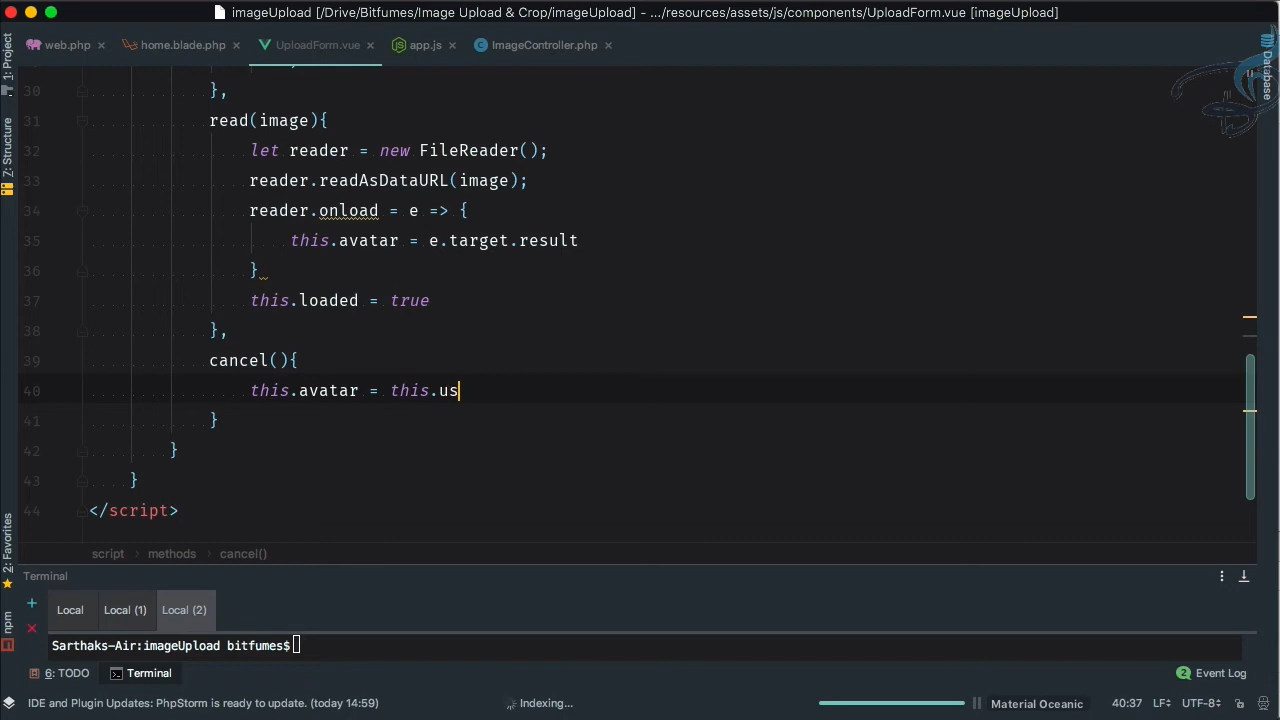 imageUpload [/Drive/Bitfumes/Image Upload & Crop/imageUpload] - .../resources/assets/js/components/UploadForm.vue [imageUpload]
web.php
home.blade.php
UploadForm.vue
app.js
ImageController.php
1: Project
Z: Structure
2: Favorites
npm
Database
30 },
31 read(image){
32 let reader = new FileReader();
33 reader.readAsDataURL(image);
34 reader.onload = e => {
35 this.avatar = e.target.result
36 }
37 this.loaded = true
38 },
39 cancel(){
40 this.avatar = this.us
41 }
42 }
43 }
44 </script>
script › methods › cancel()
Terminal
Local Local (1) Local (2)
Sarthaks-Air:imageUpload bitfumes$
6: TODO Terminal 2 Event Log
IDE and Plugin Updates: PhpStorm is ready to update. (today 14:59) Indexing... Material Oceanic 40:37 LF UTF-8